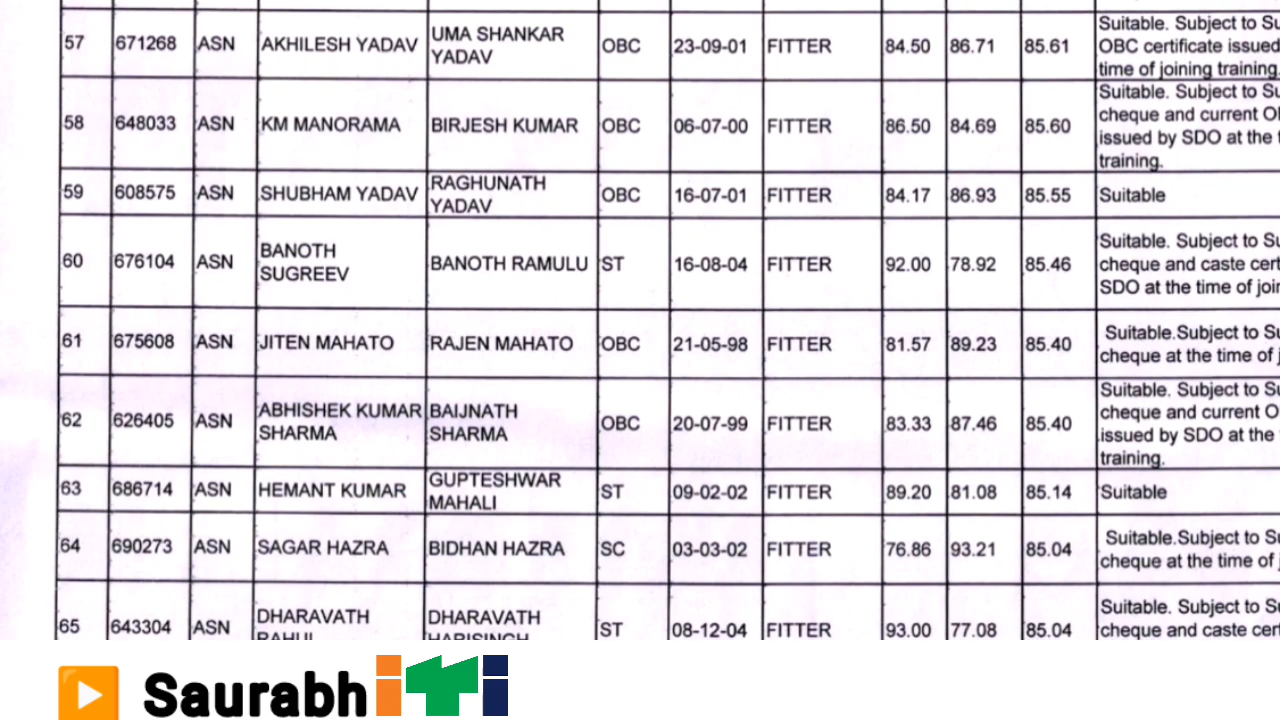 57 671268 ASN AKHILESH YADAV UMA SHANKAR YADAV OBC 23-09-01 FITTER 84.50 86.71 85.61 Suitable. Subject to Su
OBC certificate issued
time of joining training.
58 648033 ASN KM MANORAMA BIRJESH KUMAR OBC 06-07-00 FITTER 86.50 84.69 85.60 Suitable. Subject to Su
cheque and current O
issued by SDO at the t
training.
59 608575 ASN SHUBHAM YADAV RAGHUNATH YADAV OBC 16-07-01 FITTER 84.17 86.93 85.55 Suitable
60 676104 ASN BANOTH SUGREEV BANOTH RAMULU ST 16-08-04 FITTER 92.00 78.92 85.46 Suitable. Subject to Su
cheque and caste cert
SDO at the time of join
61 675608 ASN JITEN MAHATO RAJEN MAHATO OBC 21-05-98 FITTER 81.57 89.23 85.40 Suitable.Subject to Su
cheque at the time of j
62 626405 ASN ABHISHEK KUMAR SHARMA BAIJNATH SHARMA OBC 20-07-99 FITTER 83.33 87.46 85.40 Suitable. Subject to Su
cheque and current O
issued by SDO at the
training.
63 686714 ASN HEMANT KUMAR GUPTESHWAR MAHALI ST 09-02-02 FITTER 89.20 81.08 85.14 Suitable
64 690273 ASN SAGAR HAZRA BIDHAN HAZRA SC 03-03-02 FITTER 76.86 93.21 85.04 Suitable.Subject to Su
cheque at the time of j
65 643304 ASN DHARAVATH RAHUL DHARAVATH HARISINGH ST 08-12-04 FITTER 93.00 77.08 85.04 Suitable. Subject to Su
cheque and caste cert
Saurabh iTi